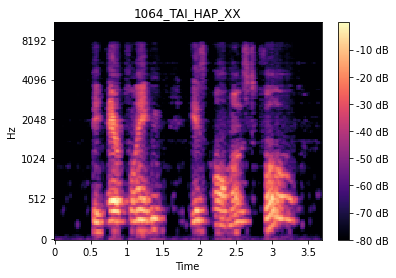 1064_TAI_HAP_XX
8192
4096
2048
1024
512
0
Hz
0 0.5 1 1.5 2 2.5 3 3.5
Time
-10 dB
-20 dB
-30 dB
-40 dB
-50 dB
-60 dB
-70 dB
-80 dB